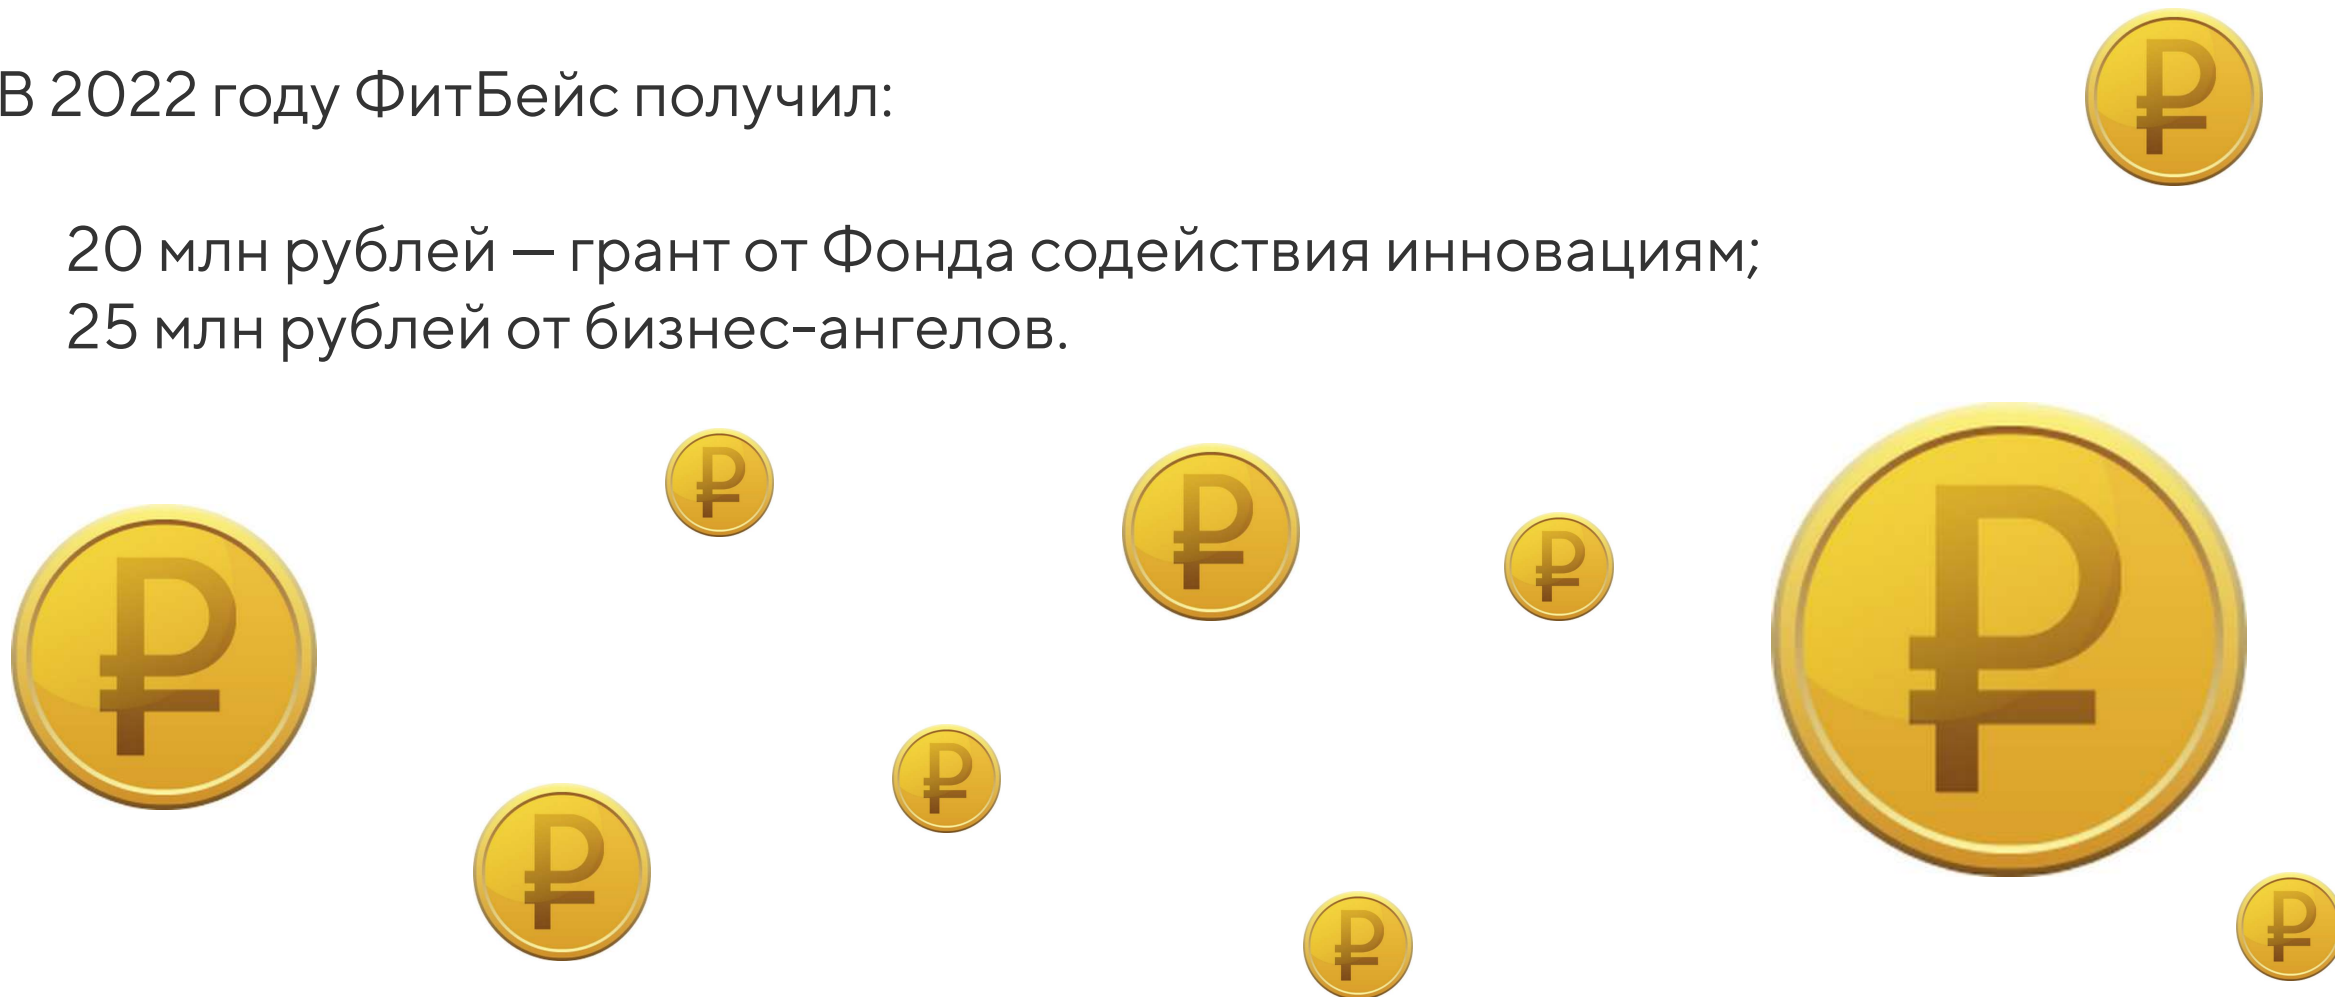 В 2022 году ФитБейс получил:
20 млн рублей — грант от Фонда содействия инновациям;
25 млн рублей от бизнес-ангелов.